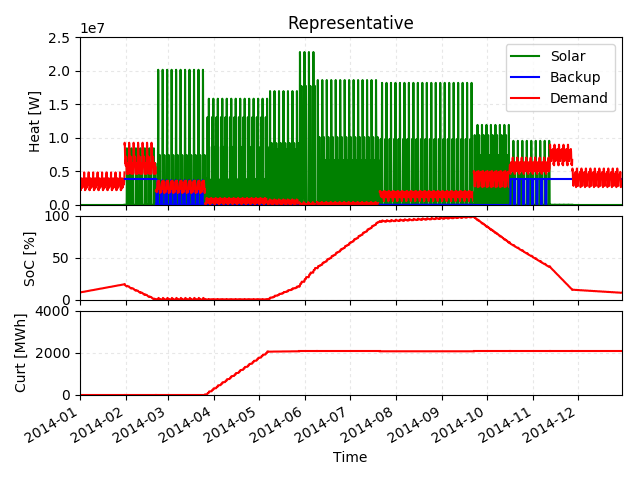 Representative
1e7
2.5
2.0
1.5
1.0
0.5
0.0
Heat [W]
Solar
Backup
Demand
100
50
0
SoC [%]
4000
2000
0
Curt [MWh]
2014-01
2014-02
2014-03
2014-04
2014-05
2014-06
2014-07
2014-08
2014-09
2014-10
2014-11
2014-12
Time